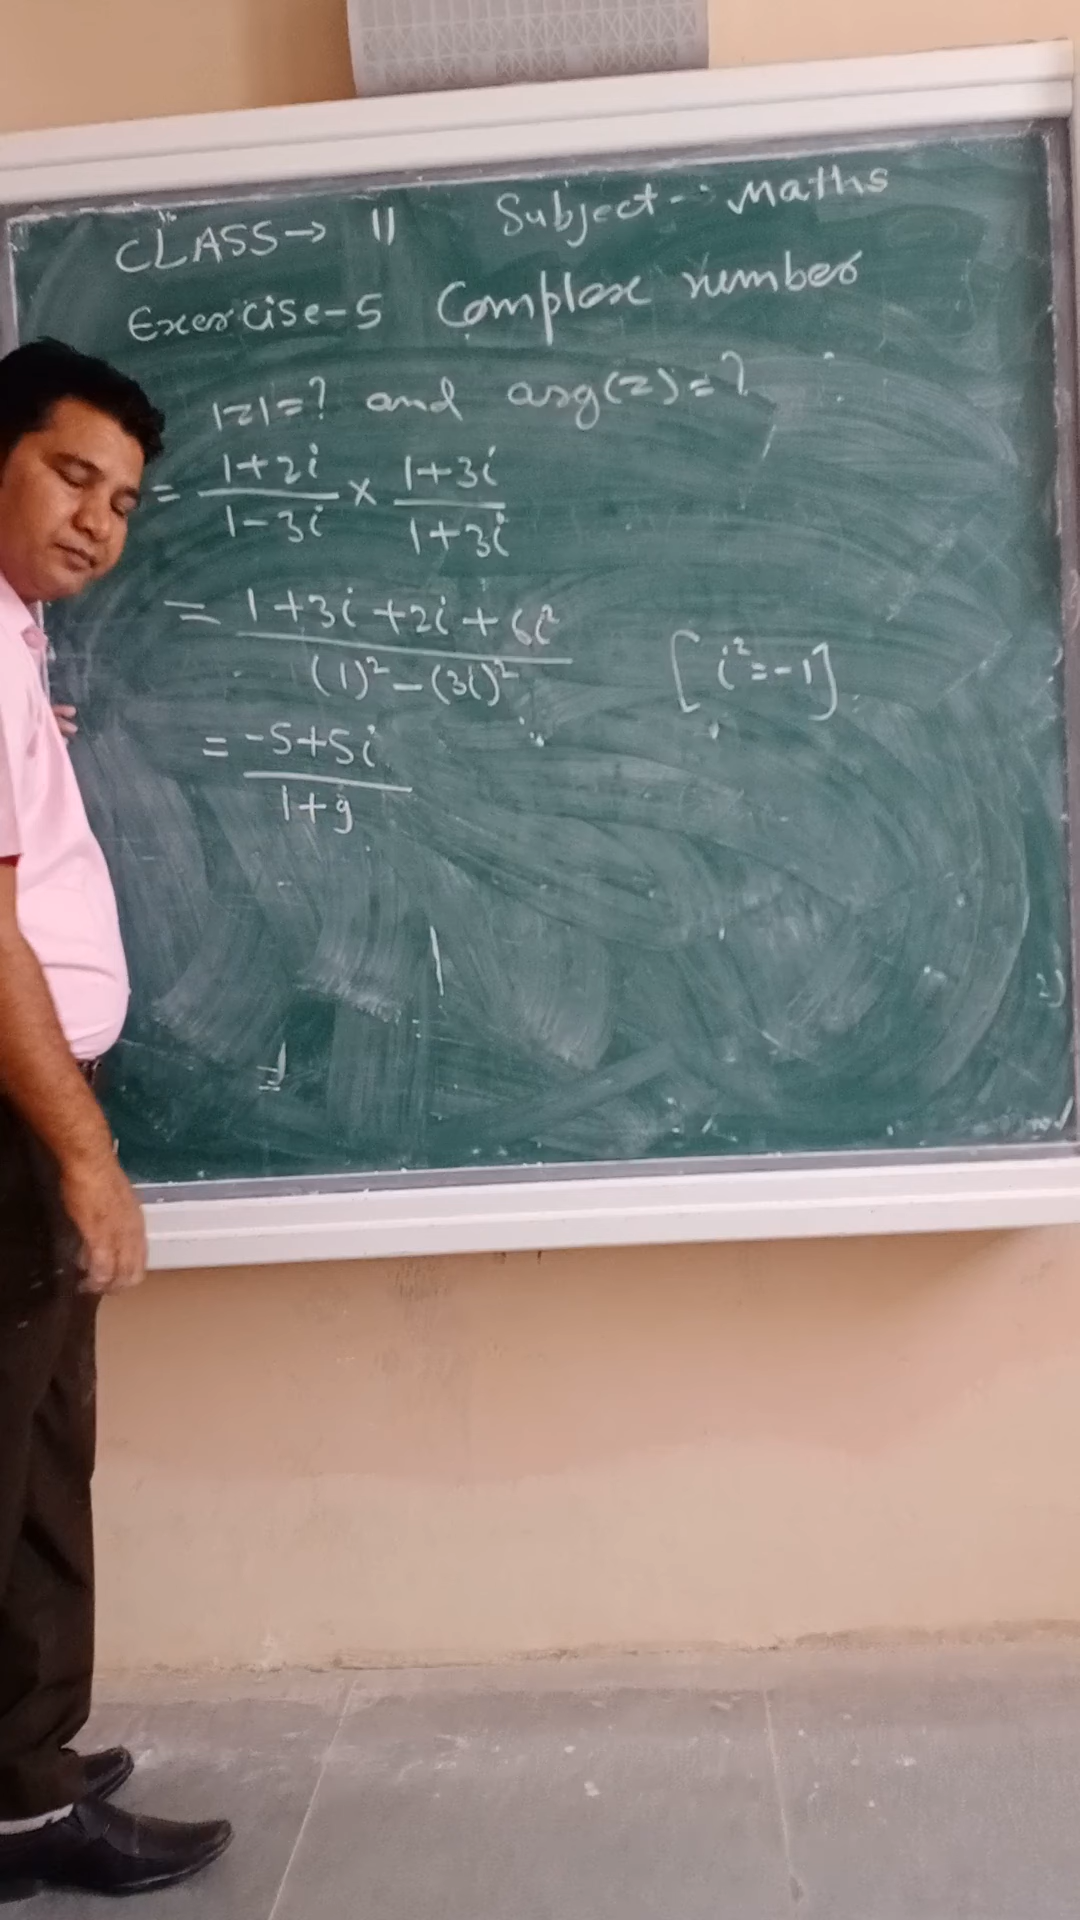 CLASS→ 11 Subject- Maths
Exercise-5 Complex number
|z|=? and arg(z)=?
= 1+2i / 1-3i × 1+3i / 1+3i
= 1+3i+2i+6i² / (1)²-(3i)² [i²=-1]
= -5+5i / 1+9